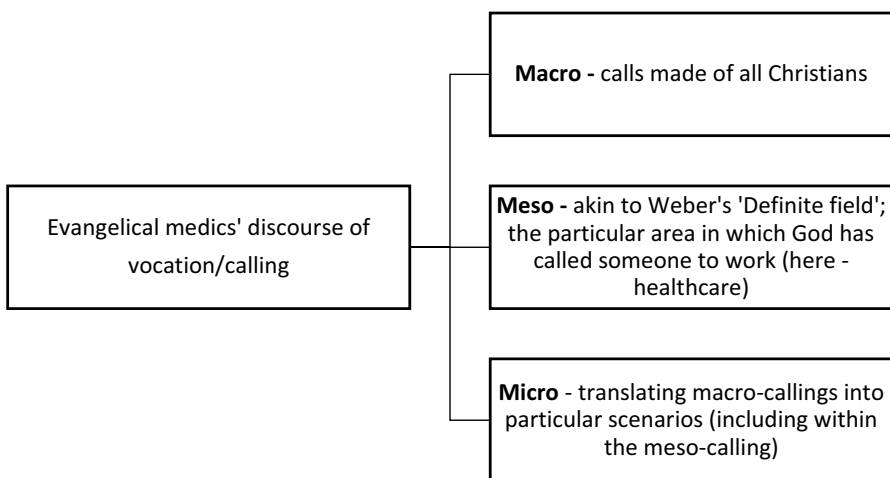 Macro - calls made of all Christians
Evangelical medics' discourse of
vocation/calling
Meso - akin to Weber's 'Definite field';
the particular area in which God has
called someone to work (here -
healthcare)
Micro - translating macro-callings into
particular scenarios (including within
the meso-calling)